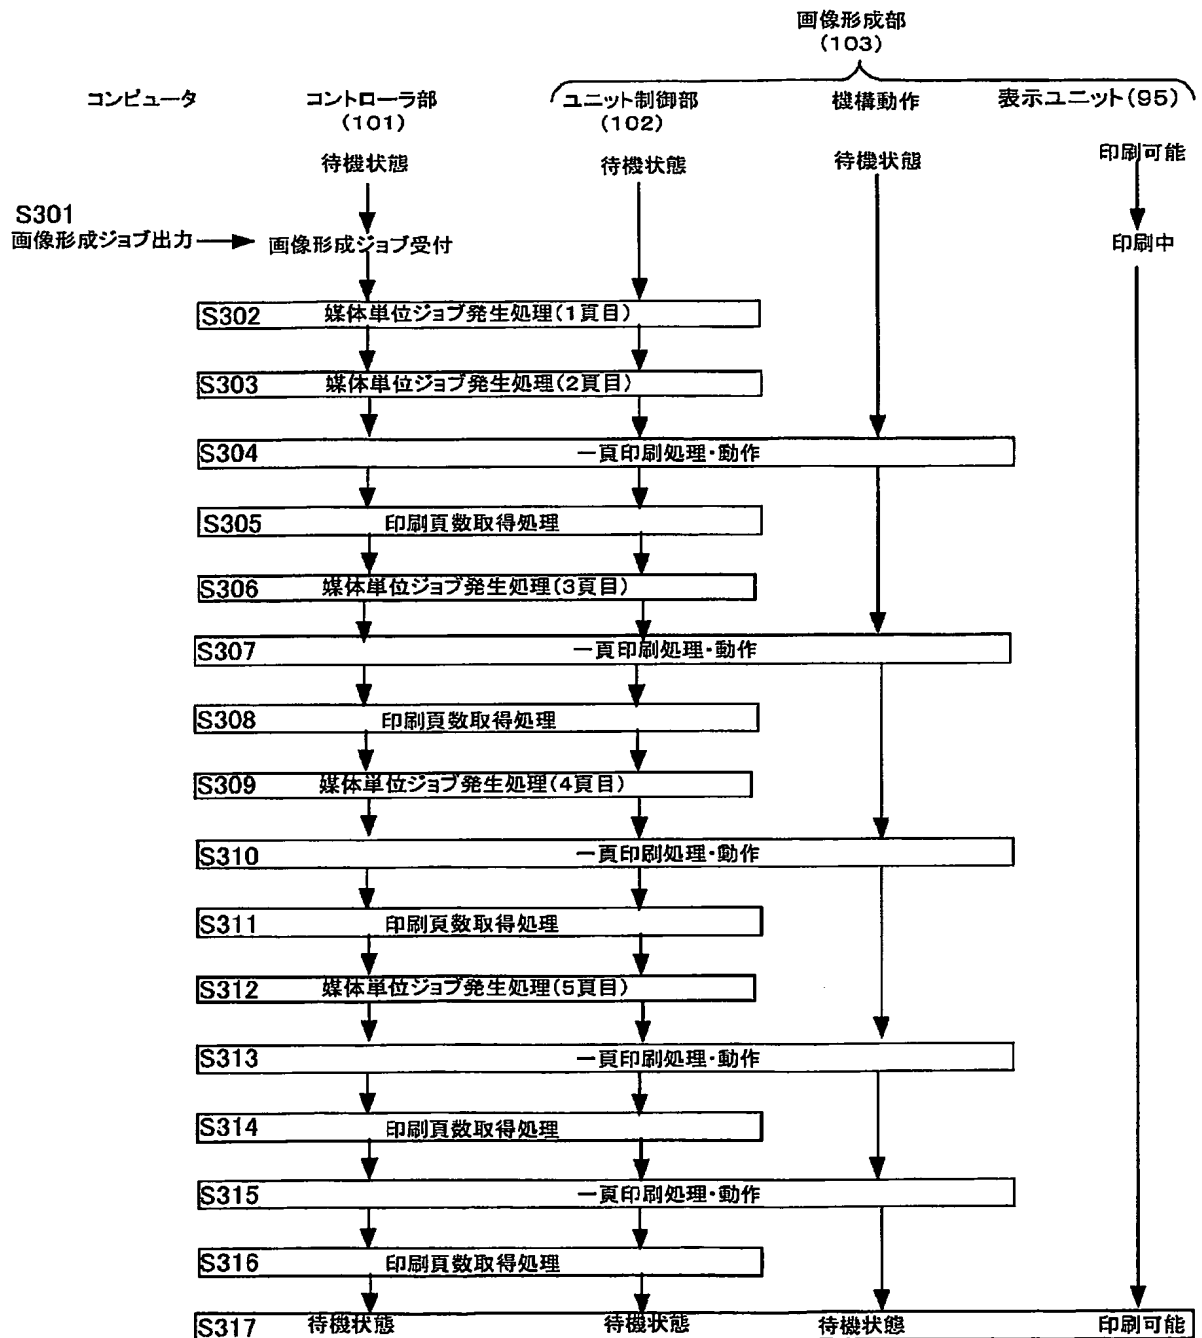 画像形成部
(103)
コンピュータ
コントローラ部
(101)
ユニット制御部
(102)
機構動作
表示ユニット(95)
待機状態
待機状態
待機状態
印刷可能
S301
画像形成ジョブ出力
画像形成ジョブ受付
印刷中
S302 媒体単位ジョブ発生処理(1頁目)
S303 媒体単位ジョブ発生処理(2頁目)
S304 一頁印刷処理・動作
S305 印刷頁数取得処理
S306 媒体単位ジョブ発生処理(3頁目)
S307 一頁印刷処理・動作
S308 印刷頁数取得処理
S309 媒体単位ジョブ発生処理(4頁目)
S310 一頁印刷処理・動作
S311 印刷頁数取得処理
S312 媒体単位ジョブ発生処理(5頁目)
S313 一頁印刷処理・動作
S314 印刷頁数取得処理
S315 一頁印刷処理・動作
S316 印刷頁数取得処理
S317 待機状態 待機状態 待機状態 印刷可能